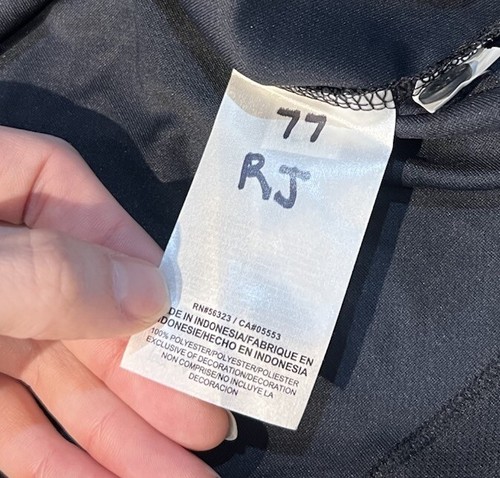 77
RJ
RN#56323 / CA#05553
DE IN INDONESIA/FABRIQUE EN
INDONESIE/HECHO EN INDONESIA
100% POLYESTER/POLYESTER/POLIESTER
EXCLUSIVE OF DECORATION/DECORATION
NON COMPRISE/NO INCLUYE LA
DECORACION